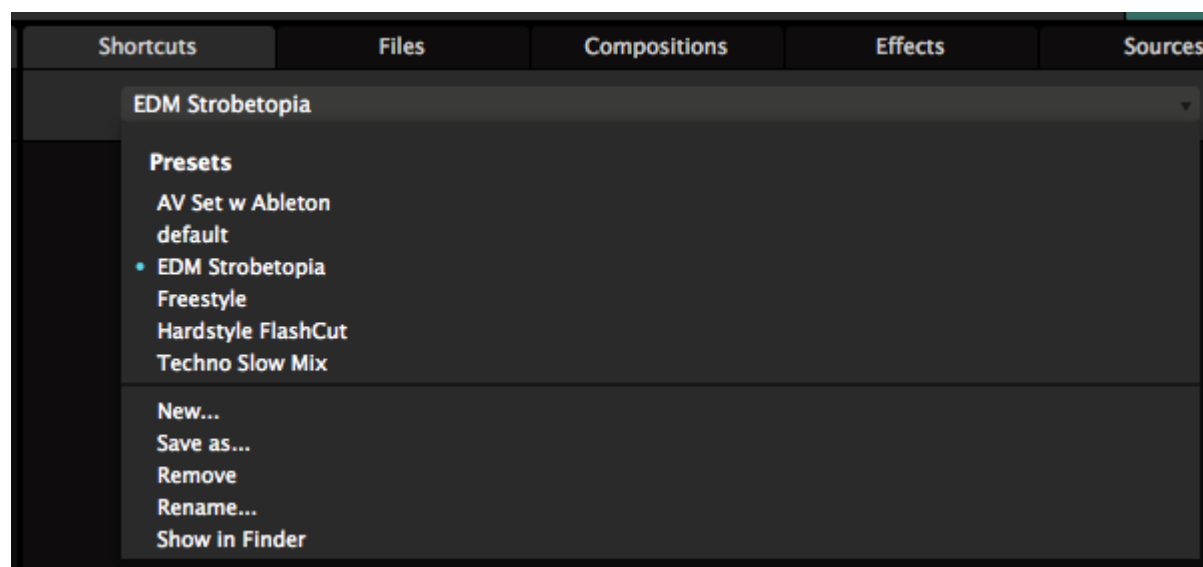 Shortcuts Files Compositions Effects Sources
EDM Strobetopia
Presets
AV Set w Ableton
default
• EDM Strobetopia
Freestyle
Hardstyle FlashCut
Techno Slow Mix
New...
Save as...
Remove
Rename...
Show in Finder